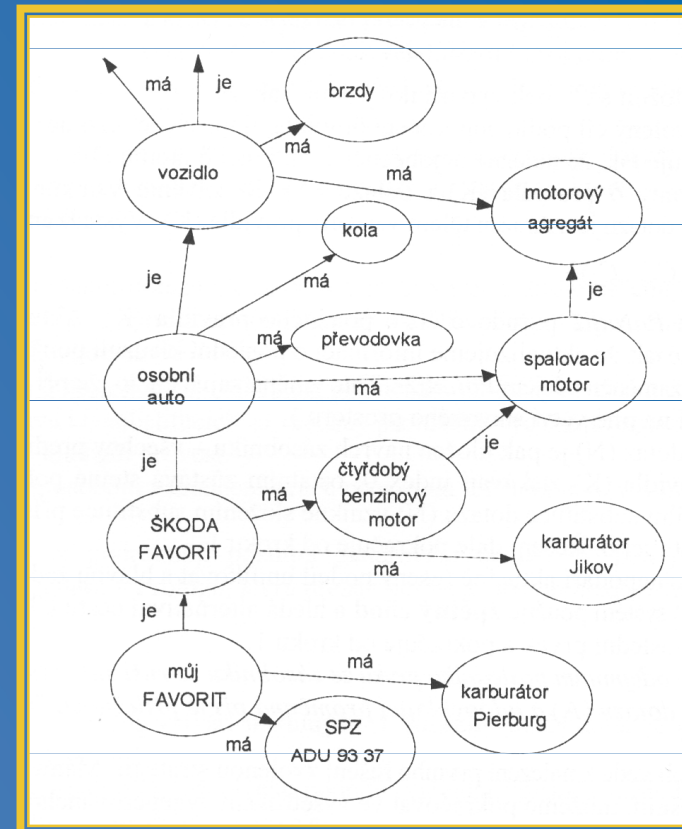 má
je
brzdy
má
vozidlo
má
motorový
agregát
kola
je
má
je
má
převodovka
osobní
auto
má
spalovací
motor
je
je
čtyřdobý
benzinový
motor
má
ŠKODA
FAVORIT
má
karburátor
Jikov
je
můj
FAVORIT
má
karburátor
Pierburg
má
SPZ
ADU 93 37